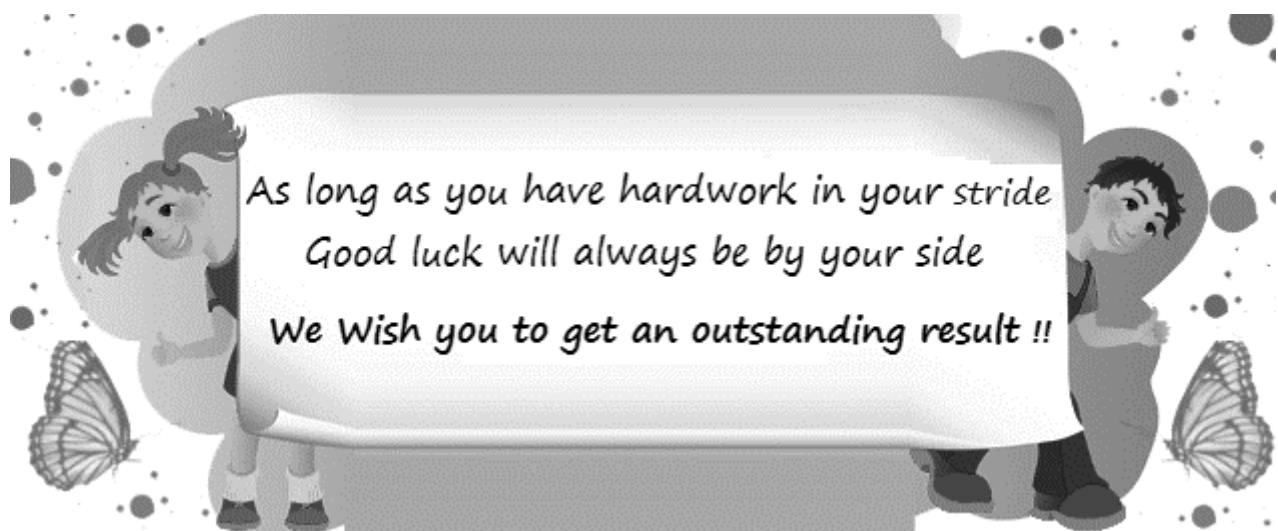 As long as you have hardwork in your stride
Good luck will always be by your side
We Wish you to get an outstanding result !!